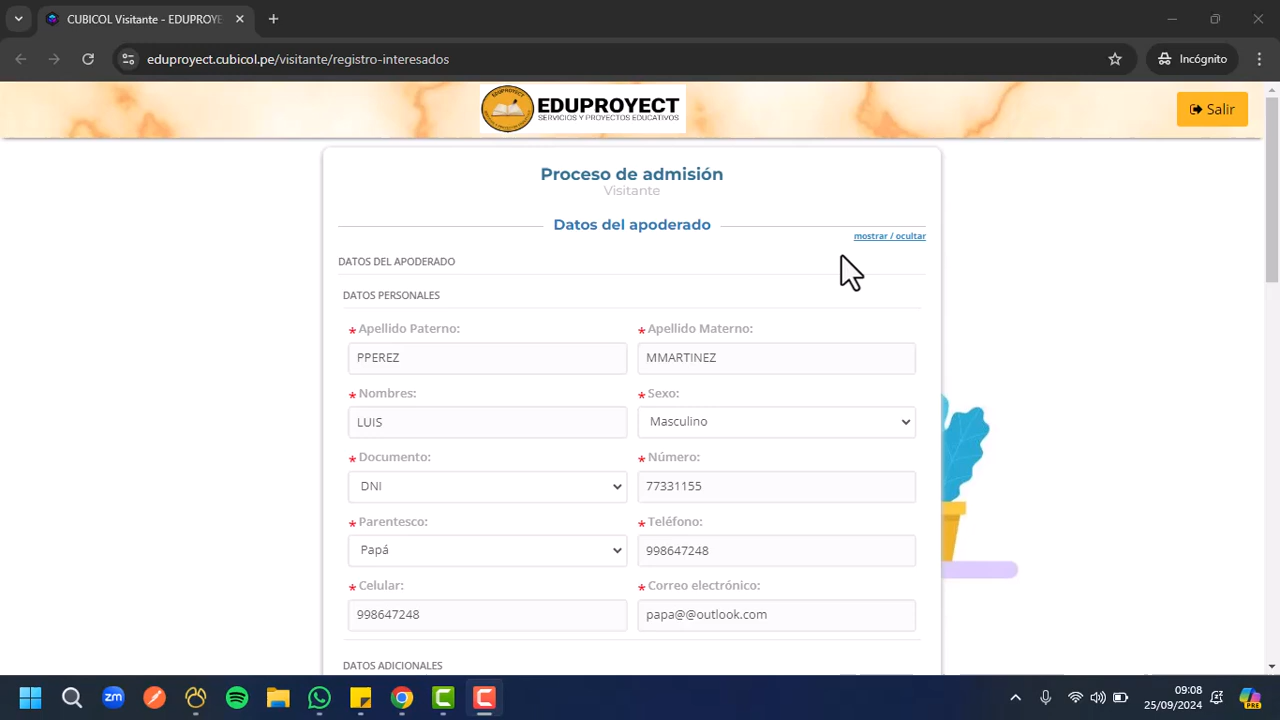 CUBICOL Visitante - EDUPROYE
eduproyect.cubicol.pe/visitante/registro-interesados
Incógnito
EDUPROYECT
SERVICIOS Y PROYECTOS EDUCATIVOS
Salir
Proceso de admisión
Visitante
Datos del apoderado
mostrar / ocultar
DATOS DEL APODERADO
DATOS PERSONALES
* Apellido Paterno: * Apellido Materno:
PPEREZ MMARTINEZ
* Nombres: * Sexo:
LUIS Masculino
* Documento: * Número:
DNI 77331155
* Parentesco: * Teléfono:
Papá 998647248
* Celular: * Correo electrónico:
998647248 papa@@outlook.com
DATOS ADICIONALES
zm
09:08
25/09/2024
PRE